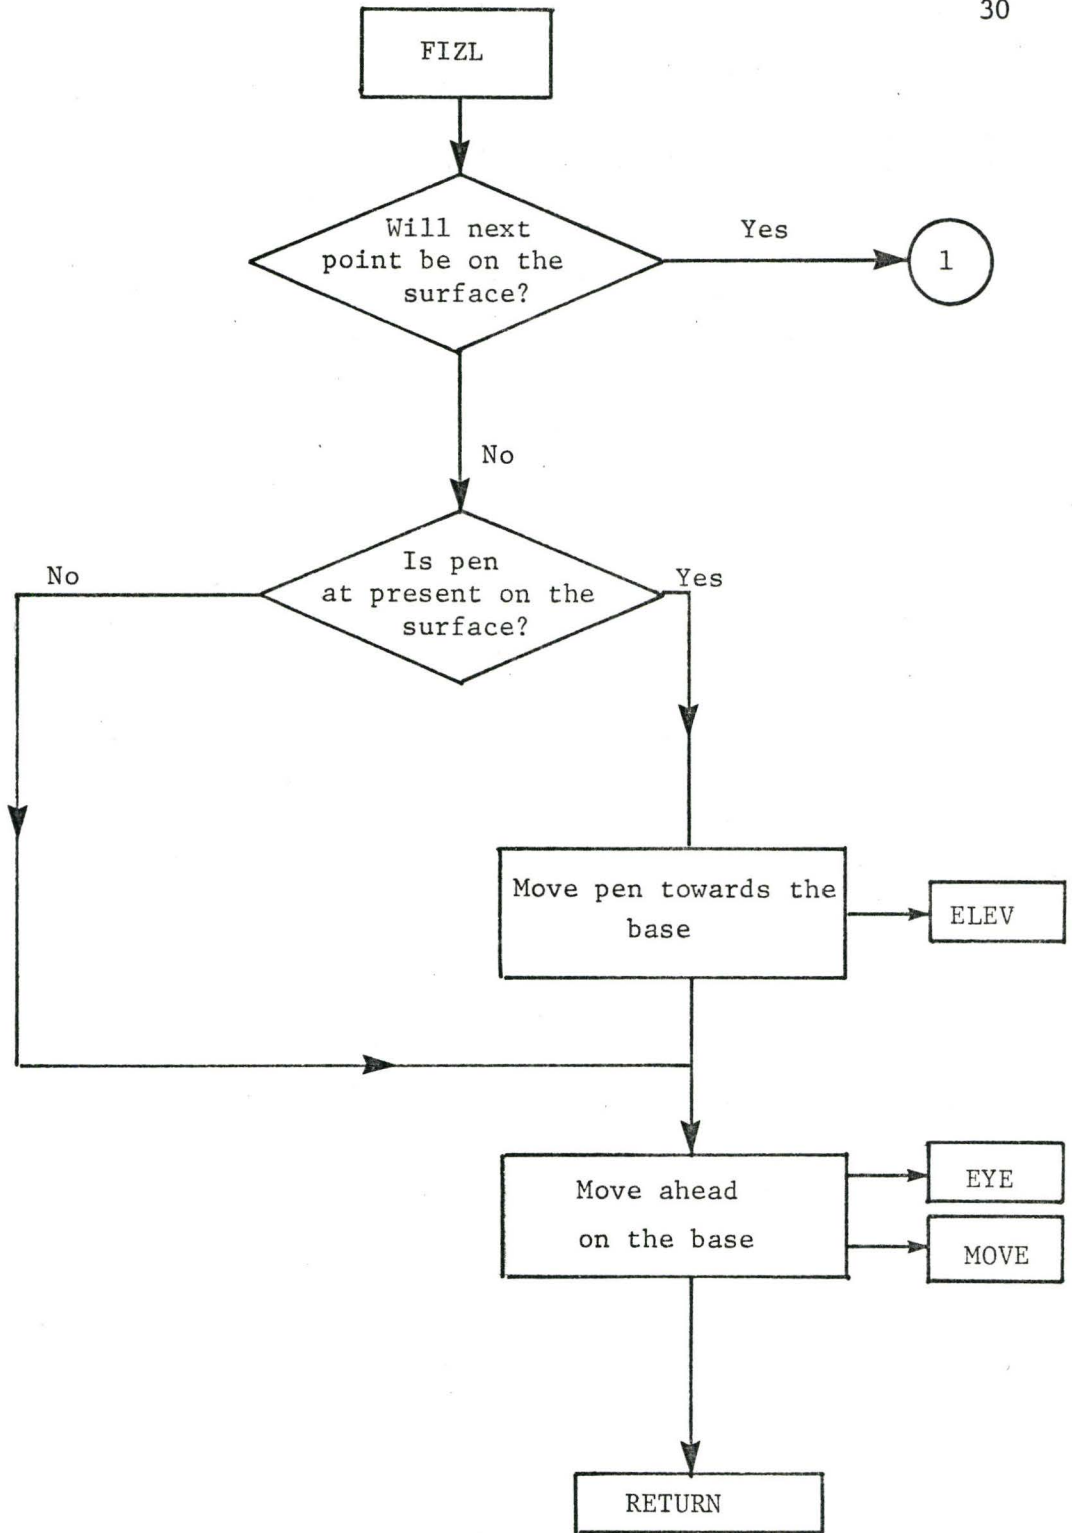 30
FIZL
Will next
point be on the
surface?
Yes
1
No
Is pen
at present on the
surface?
No
Yes
Move pen towards the
base
ELEV
Move ahead
on the base
EYE
MOVE
RETURN